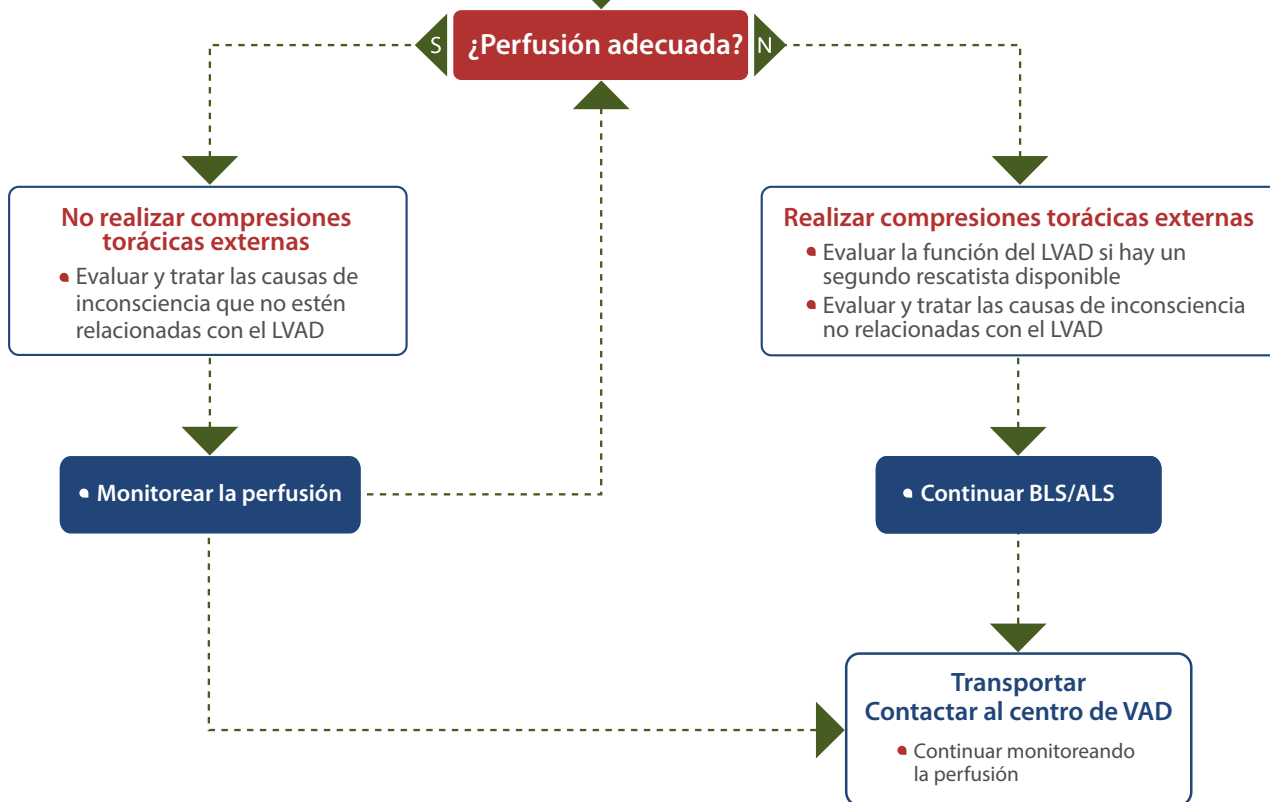 S
¿Perfusión adecuada?
N
No realizar compresiones
torácicas externas
Evaluar y tratar las causas de
inconsciencia que no estén
relacionadas con el LVAD
Realizar compresiones torácicas externas
Evaluar la función del LVAD si hay un
segundo rescatista disponible
Evaluar y tratar las causas de inconsciencia
no relacionadas con el LVAD
Monitorear la perfusión
Continuar BLS/ALS
Transportar
Contactar al centro de VAD
Continuar monitoreando
la perfusión